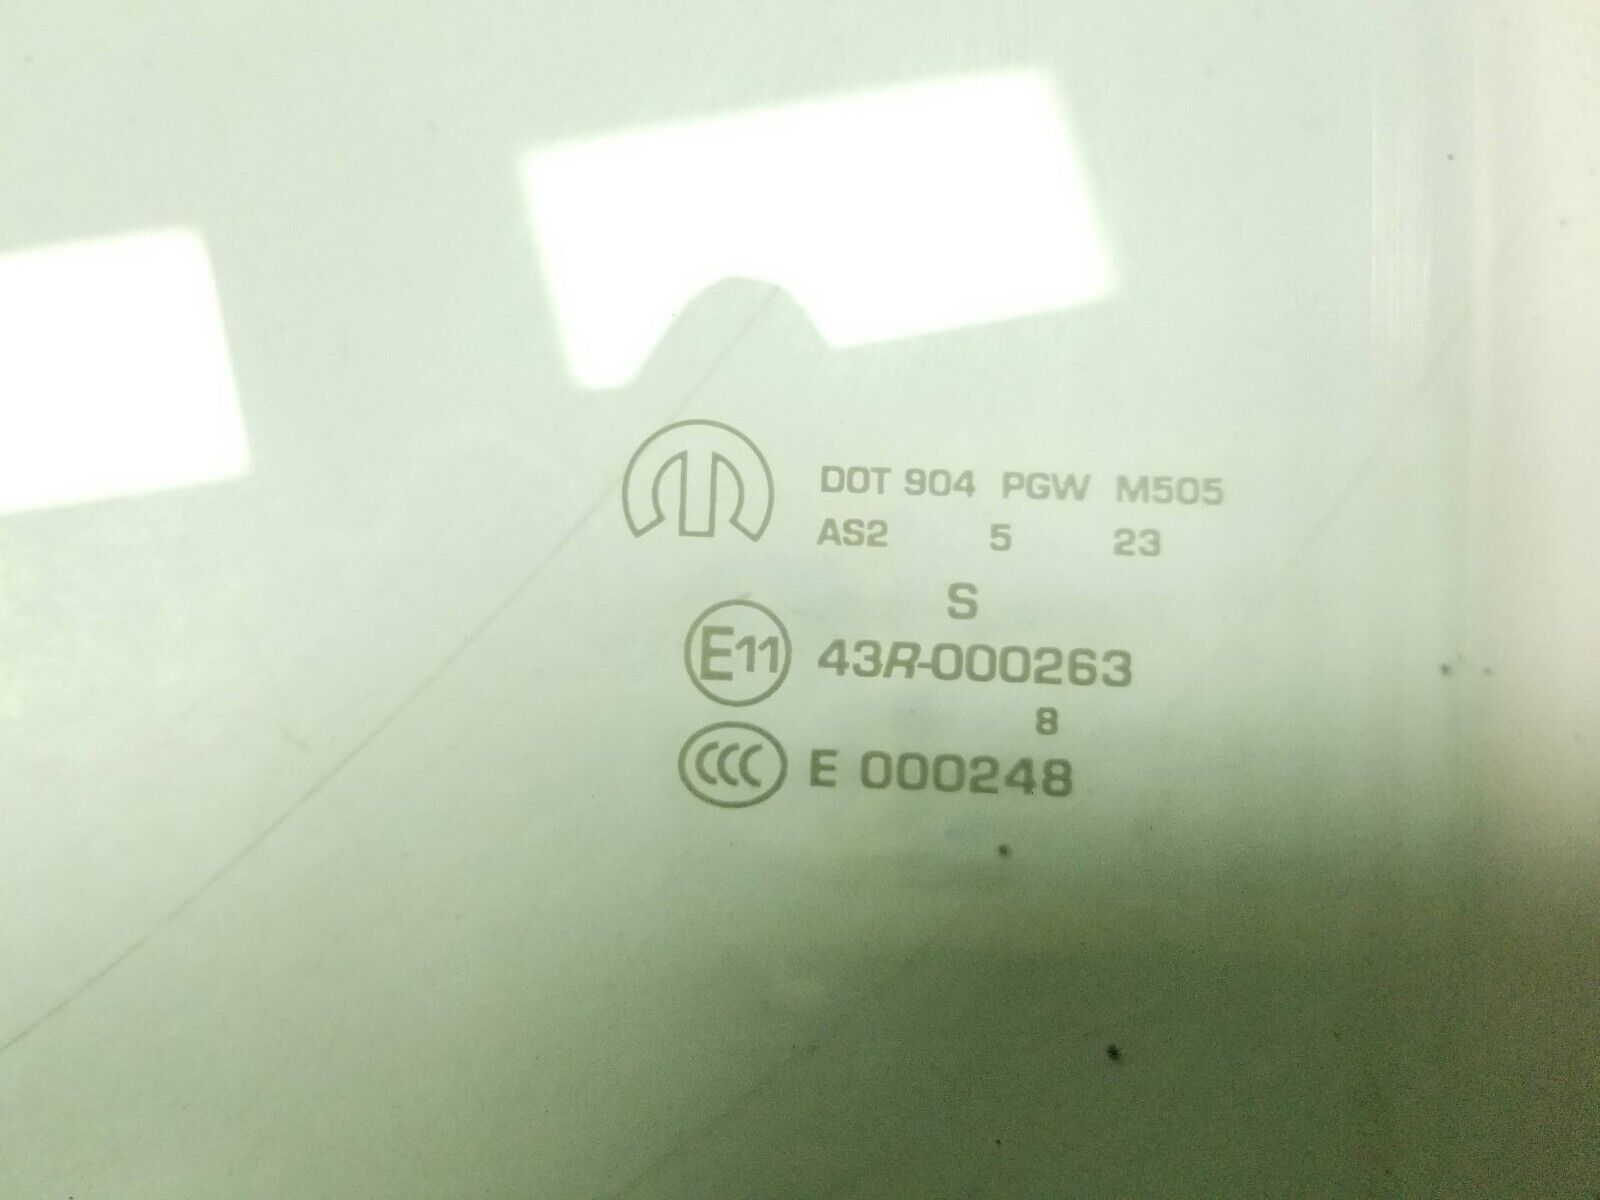 DOT 904 PGW M505
AS2 5 23
S
E11 43R-000263
8
CCC E 000248